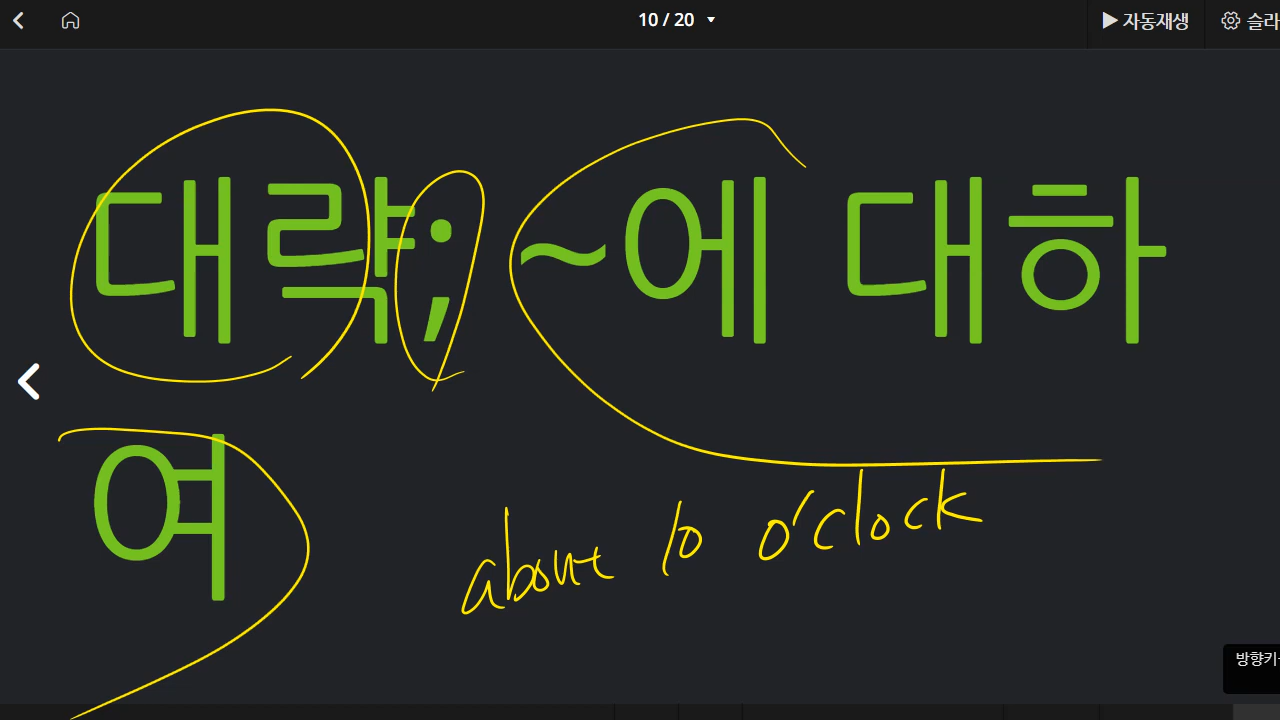 10 / 20
▶ 자동재생
슬라
대략; ~에 대하
여
about 10 o'clock
방향키